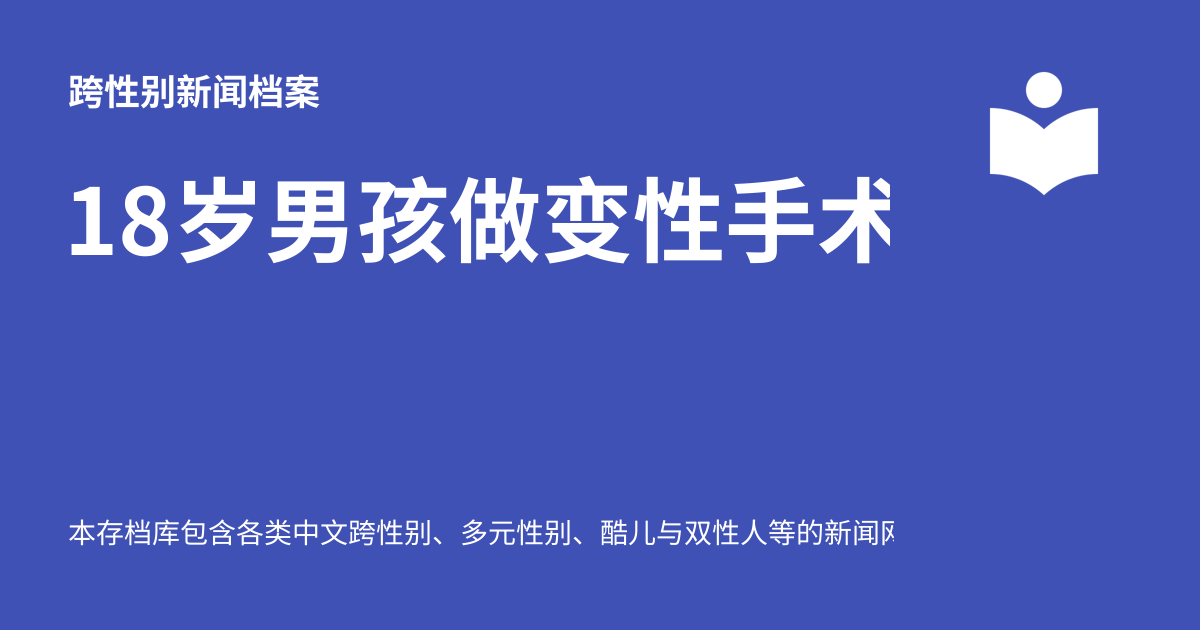 跨性别新闻档案
18岁男孩做变性手术
本存档库包含各类中文跨性别、多元性别、酷儿与双性人等的新闻网